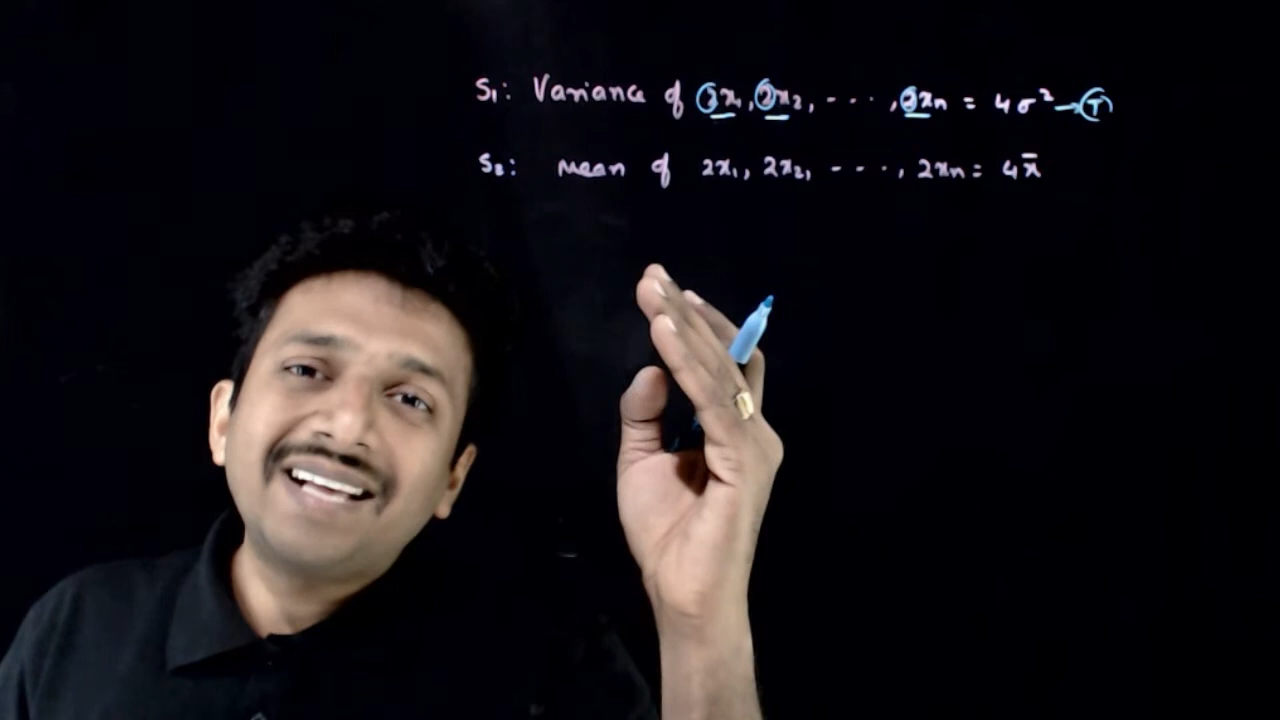 S₁: Variance of 2x₁, 2x₂, - - - , 2xn = 4σ² → T
S₂: Mean of 2x₁, 2x₂, - - - , 2xn = 4x̄